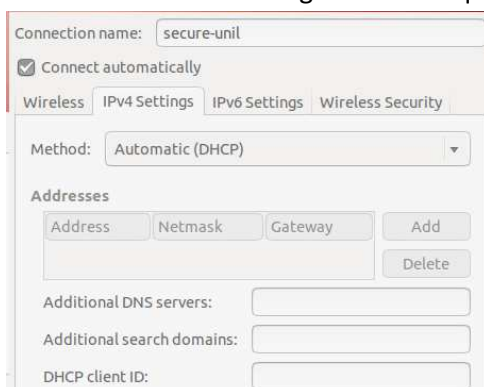 Connection name: secure-unil
Connect automatically
Wireless IPv4 Settings IPv6 Settings Wireless Security
Method: Automatic (DHCP)
Addresses
Address Netmask Gateway Add
Delete
Additional DNS servers:
Additional search domains:
DHCP client ID: